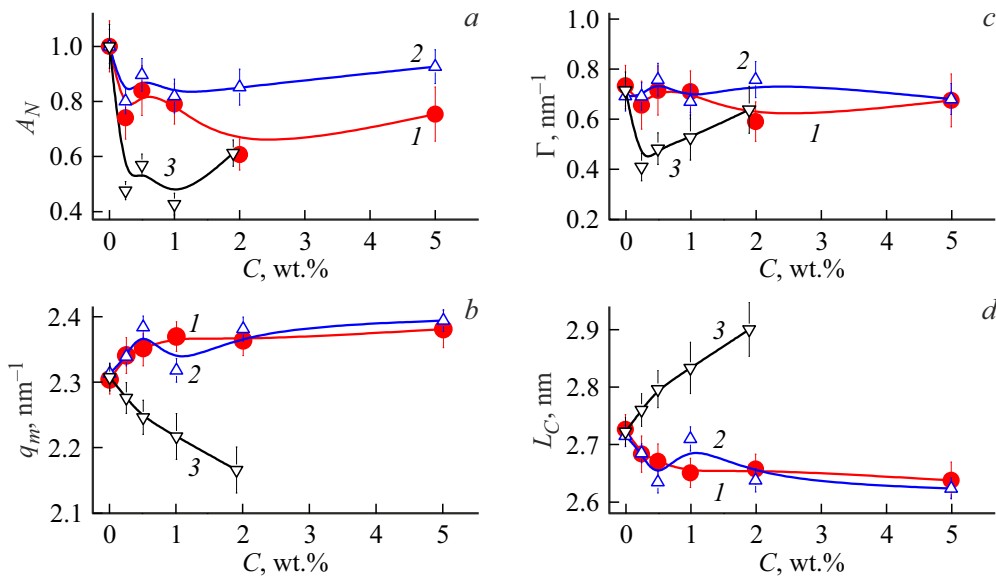 a
1.0
0.8
0.6
0.4
A_N
2
1
3
0 1 2 3 4 5
C, wt.%
c
1.0
0.8
0.6
0.4
0.2
Γ, nm⁻¹
2
1
3
0 1 2 3 4 5
C, wt.%
b
2.4
2.3
2.2
2.1
q_m, nm⁻¹
1
2
3
0 1 2 3 4 5
C, wt.%
d
2.9
2.8
2.7
2.6
L_C, nm
3
2
1
0 1 2 3 4 5
C, wt.%